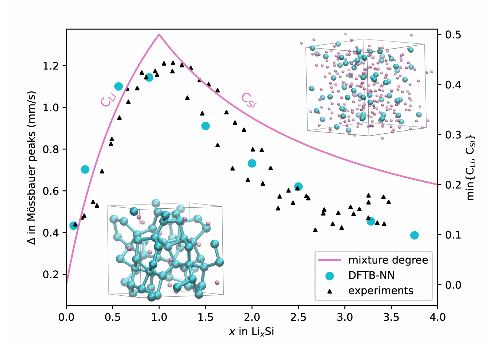 1.2
1.0
0.8
0.6
0.4
0.2
Δ in Mössbauer peaks (mm/s)
0.0 0.5 1.0 1.5 2.0 2.5 3.0 3.5 4.0
x in LiₓSi
0.5
0.4
0.3
0.2
0.1
0.0
min{C_Li, C_Si}
C_Li
C_Si
mixture degree
DFTB-NN
experiments